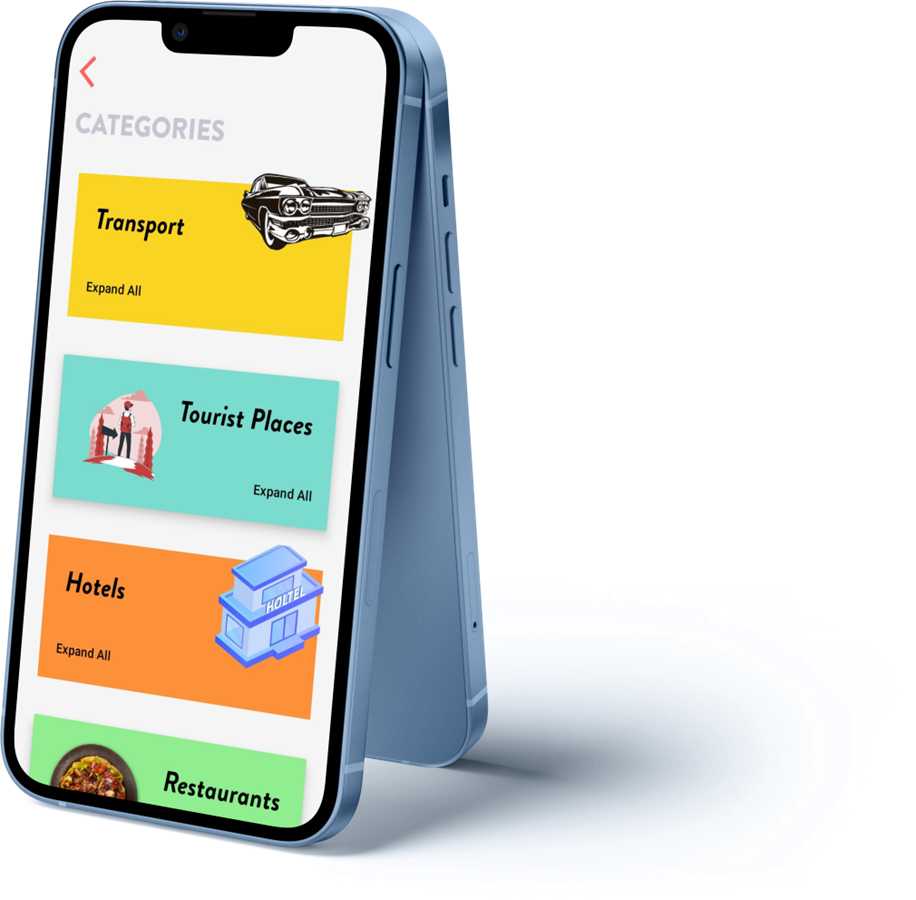 CATEGORIES
Transport
Expand All
Tourist Places
Expand All
Hotels
HOLTEL
Expand All
Restaurants